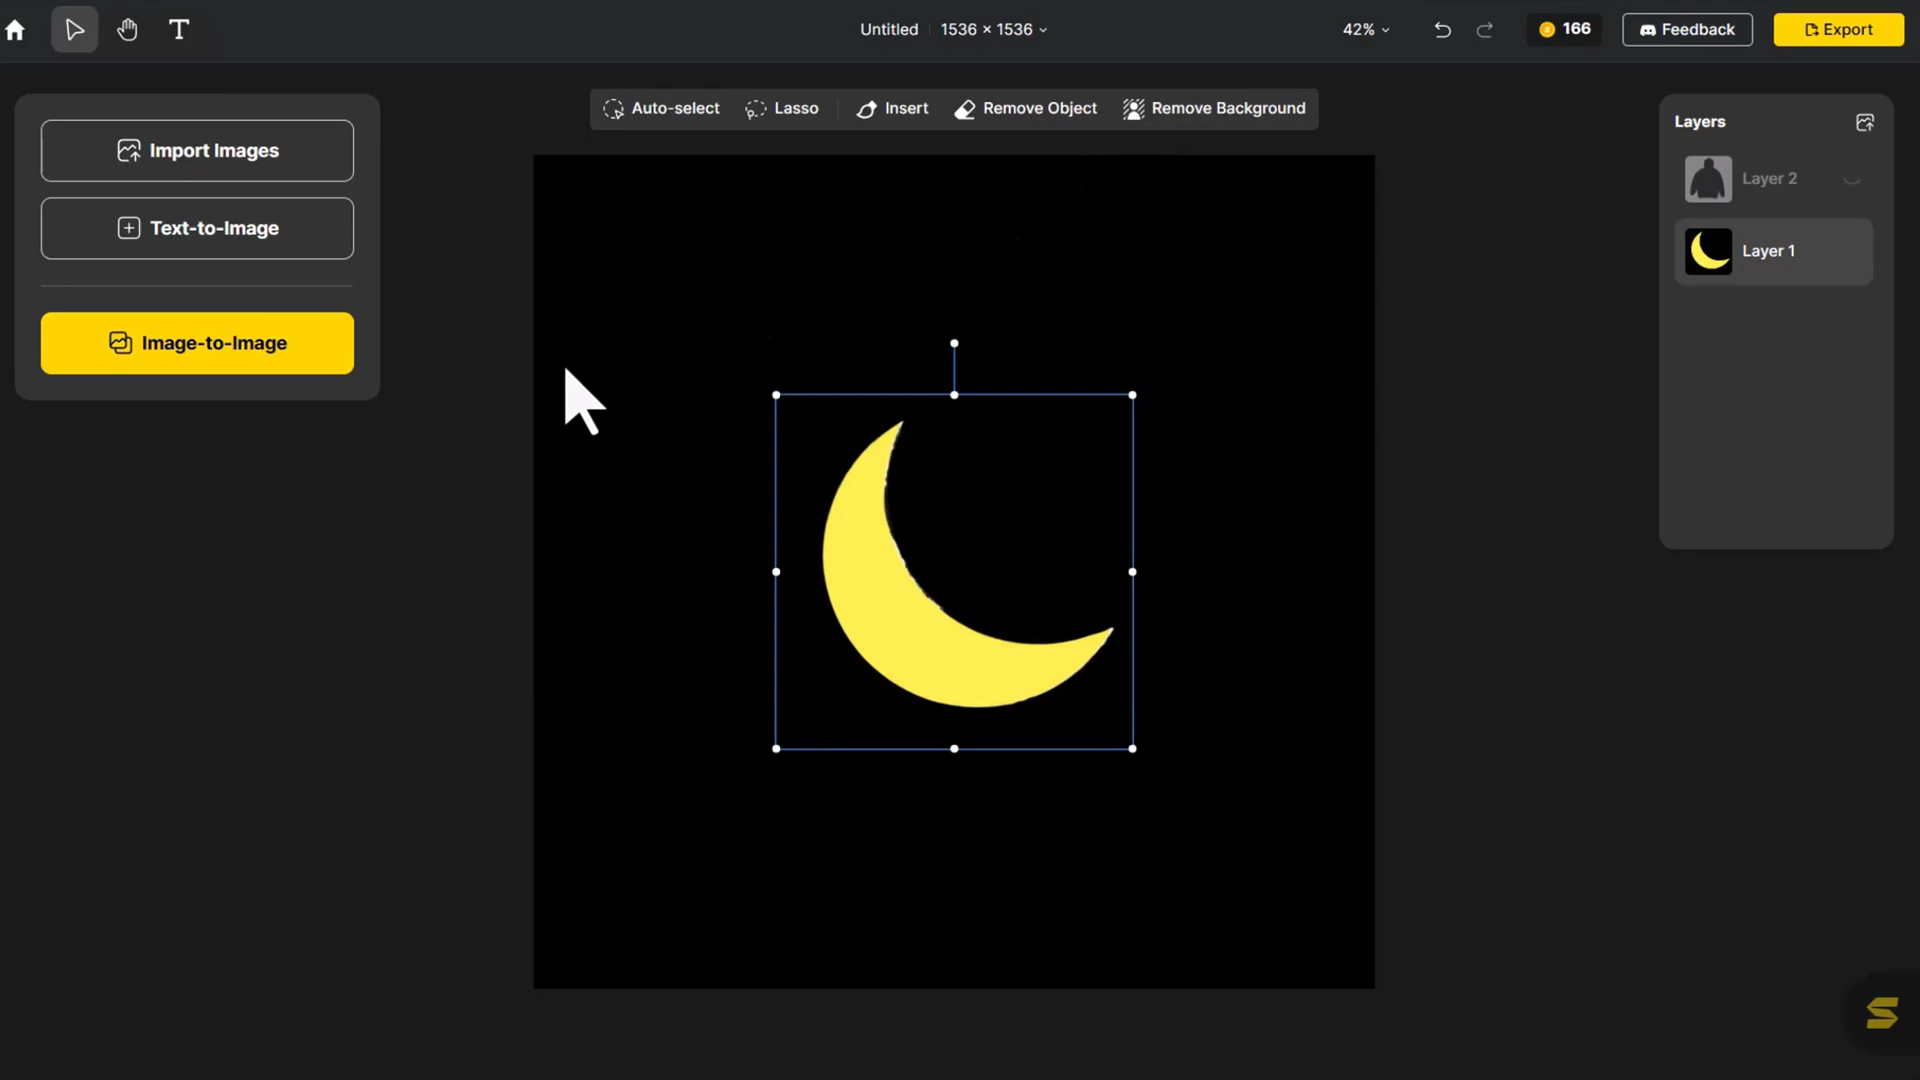 Untitled 1536 × 1536
42%
166
Feedback
Export
Auto-select
Lasso
Insert
Remove Object
Remove Background
Import Images
Text-to-Image
Image-to-Image
Layers
Layer 2
Layer 1